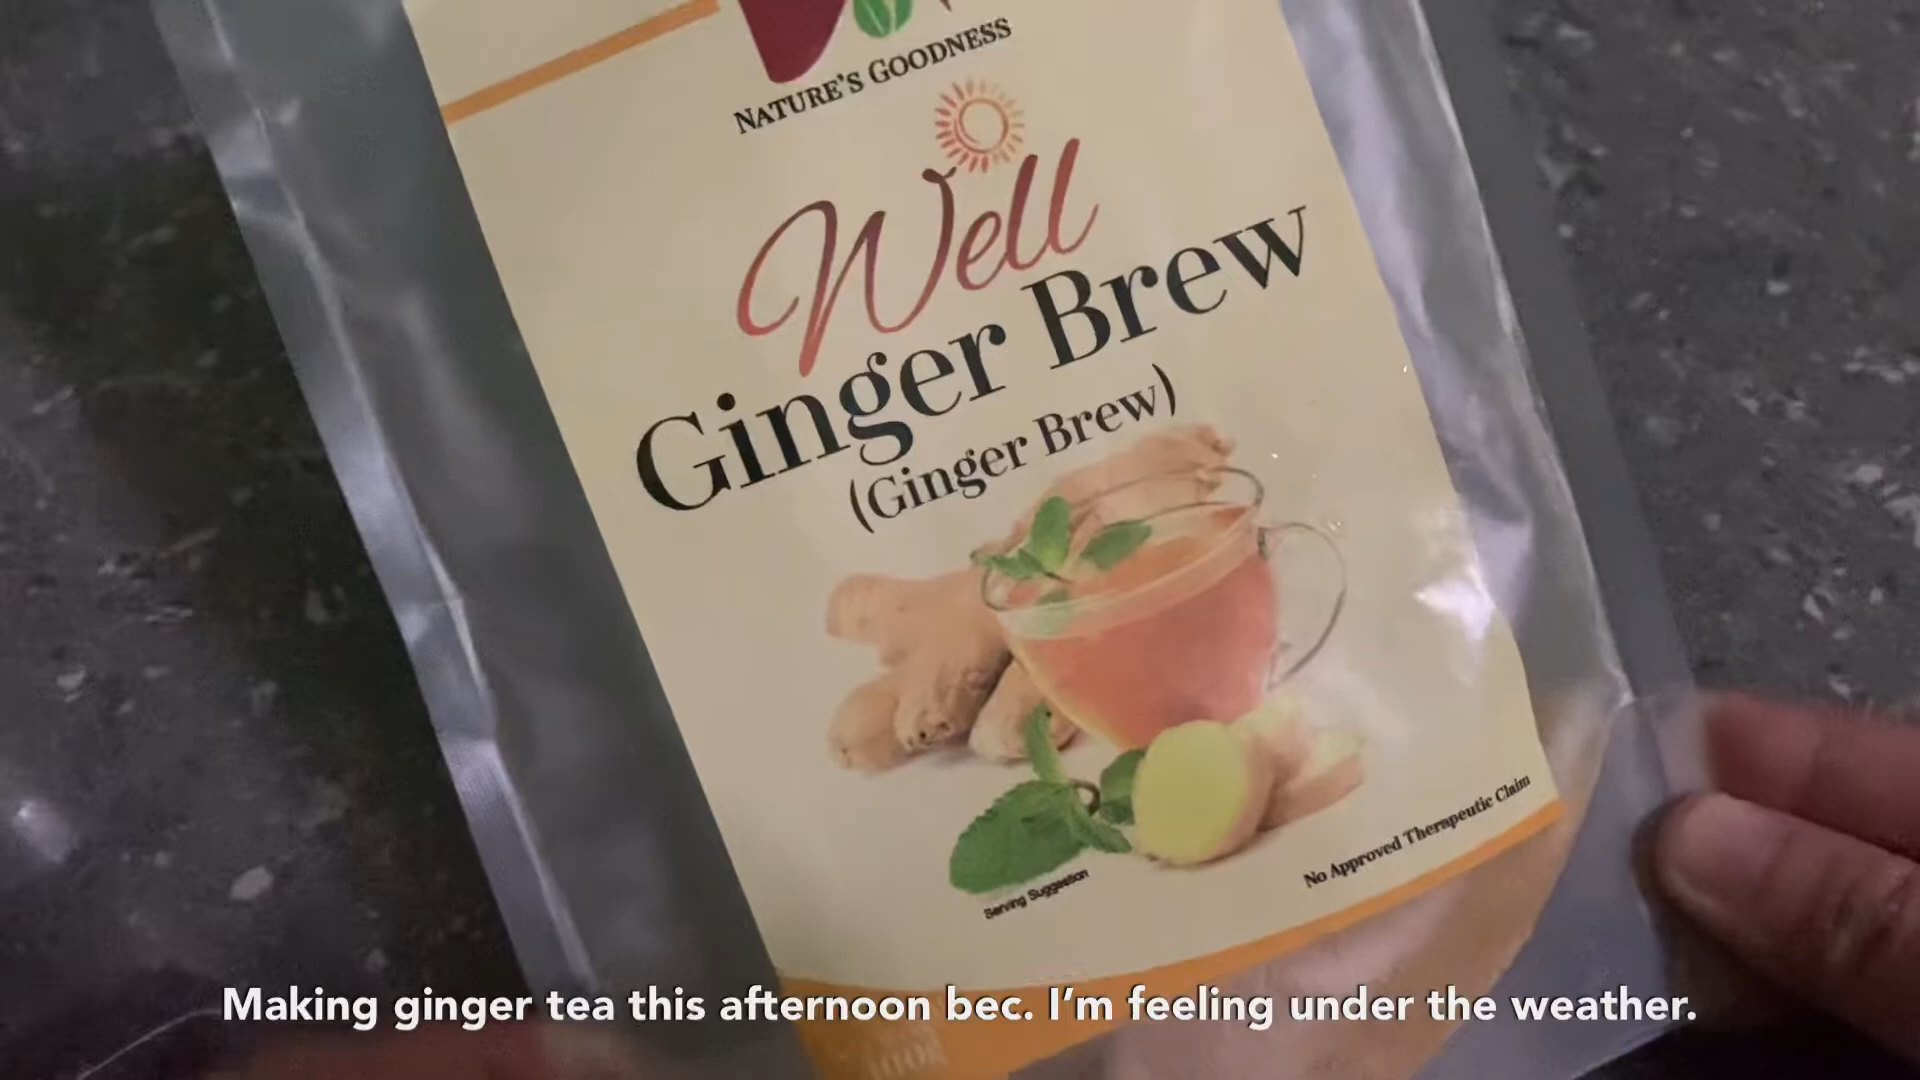 NATURE'S GOODNESS
Well
Ginger Brew
(Ginger Brew)
Serving Suggestion
No Approved Therapeutic Claim
Making ginger tea this afternoon bec. I'm feeling under the weather.